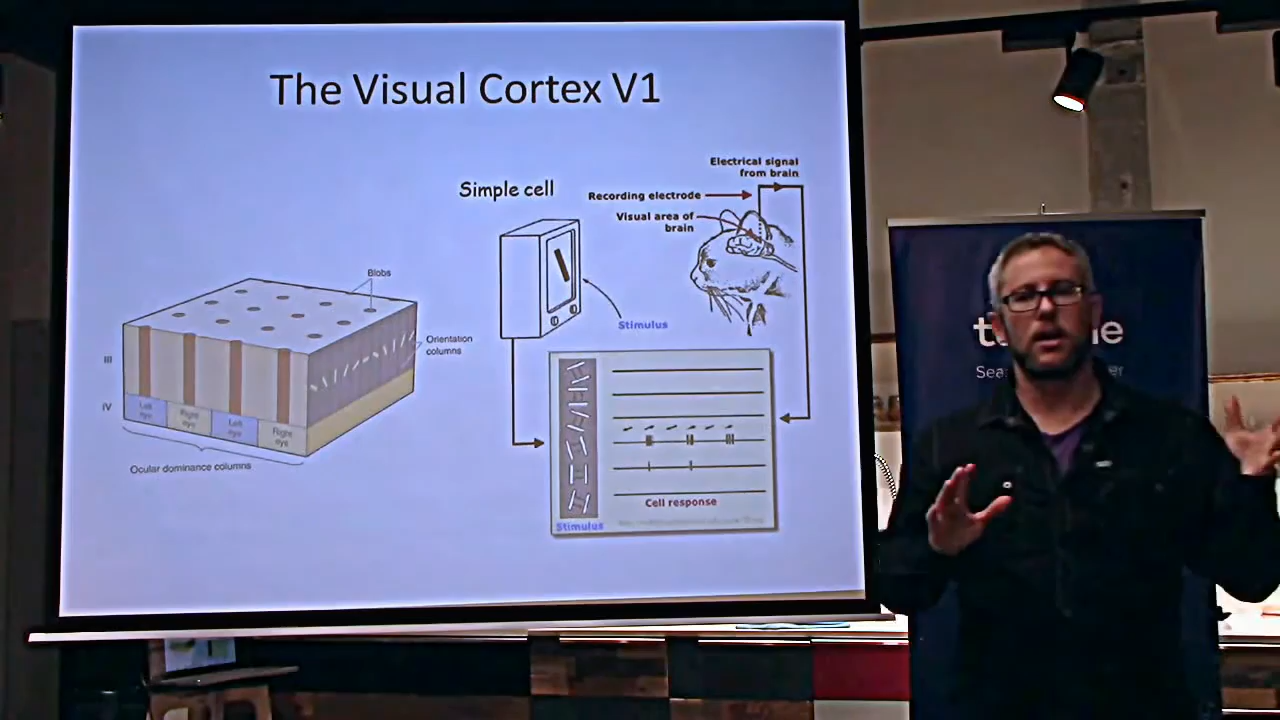 The Visual Cortex V1
Electrical signal
from brain
Simple cell
Recording electrode
Visual area of
brain
Blobs
Stimulus
Orientation
columns
III
IV
Left
eye
Right
eye
Left
eye
Right
eye
Ocular dominance columns
Cell response
Stimulus